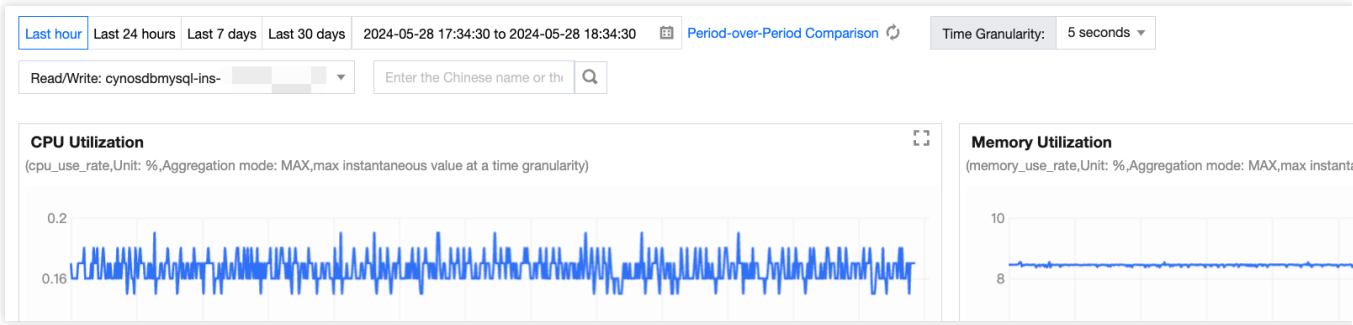 Last hour Last 24 hours Last 7 days Last 30 days 2024-05-28 17:34:30 to 2024-05-28 18:34:30 Period-over-Period Comparison Time Granularity: 5 seconds
Read/Write: cynosdbmysql-ins- Enter the Chinese name or the
CPU Utilization
(cpu_use_rate,Unit: %,Aggregation mode: MAX,max instantaneous value at a time granularity)
0.2
0.16
Memory Utilization
(memory_use_rate,Unit: %,Aggregation mode: MAX,max instanta
10
8